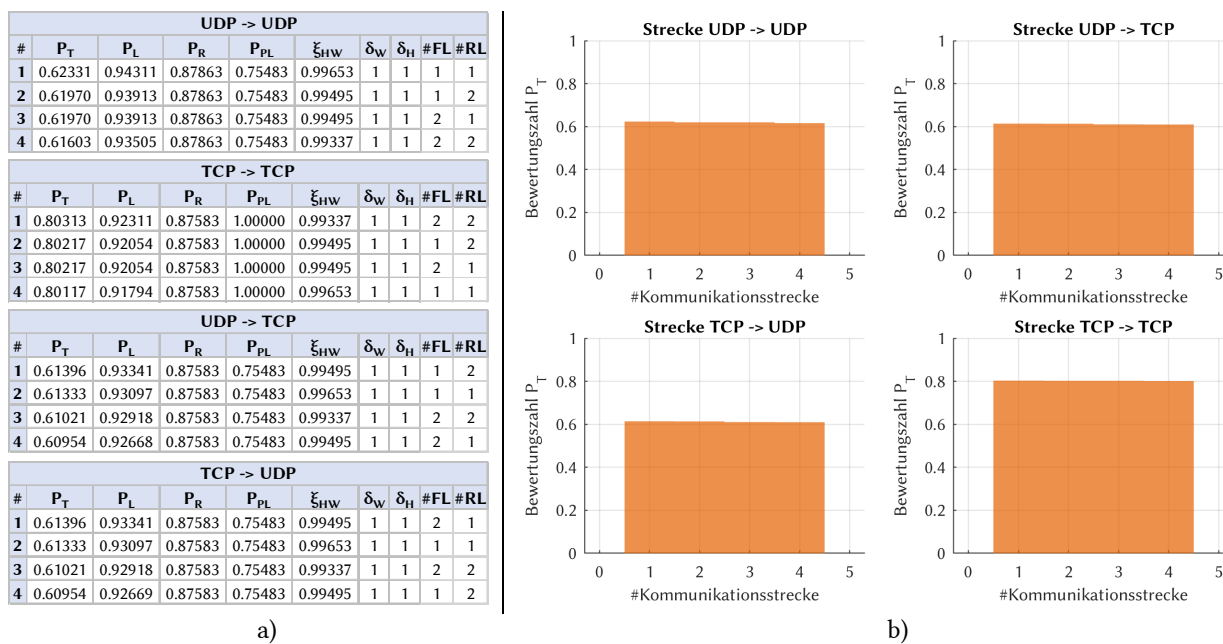 UDP -> UDP
# P_T P_L P_R P_PL ξ_HW δ_W δ_H #FL #RL
1 0.62331 0.94311 0.87863 0.75483 0.99653 1 1 1 1
2 0.61970 0.93913 0.87863 0.75483 0.99495 1 1 1 2
3 0.61970 0.93913 0.87863 0.75483 0.99495 1 1 2 1
4 0.61603 0.93505 0.87863 0.75483 0.99337 1 1 2 2
TCP -> TCP
# P_T P_L P_R P_PL ξ_HW δ_W δ_H #FL #RL
1 0.80313 0.92311 0.87583 1.00000 0.99337 1 1 2 2
2 0.80217 0.92054 0.87583 1.00000 0.99495 1 1 1 2
3 0.80217 0.92054 0.87583 1.00000 0.99495 1 1 2 1
4 0.80117 0.91794 0.87583 1.00000 0.99653 1 1 1 1
UDP -> TCP
# P_T P_L P_R P_PL ξ_HW δ_W δ_H #FL #RL
1 0.61396 0.93341 0.87583 0.75483 0.99495 1 1 1 2
2 0.61333 0.93097 0.87583 0.75483 0.99653 1 1 1 1
3 0.61021 0.92918 0.87583 0.75483 0.99337 1 1 2 2
4 0.60954 0.92668 0.87583 0.75483 0.99495 1 1 2 1
TCP -> UDP
# P_T P_L P_R P_PL ξ_HW δ_W δ_H #FL #RL
1 0.61396 0.93341 0.87583 0.75483 0.99495 1 1 2 1
2 0.61333 0.93097 0.87583 0.75483 0.99653 1 1 1 1
3 0.61021 0.92918 0.87583 0.75483 0.99337 1 1 2 2
4 0.60954 0.92669 0.87583 0.75483 0.99495 1 1 1 2
a)
Strecke UDP -> UDP
Bewertungszahl P_T
1
0.8
0.6
0.4
0.2
0
0 1 2 3 4 5
#Kommunikationsstrecke
Strecke UDP -> TCP
Bewertungszahl P_T
1
0.8
0.6
0.4
0.2
0
0 1 2 3 4 5
#Kommunikationsstrecke
Strecke TCP -> UDP
Bewertungszahl P_T
1
0.8
0.6
0.4
0.2
0
0 1 2 3 4 5
#Kommunikationsstrecke
Strecke TCP -> TCP
Bewertungszahl P_T
1
0.8
0.6
0.4
0.2
0
0 1 2 3 4 5
#Kommunikationsstrecke
b)